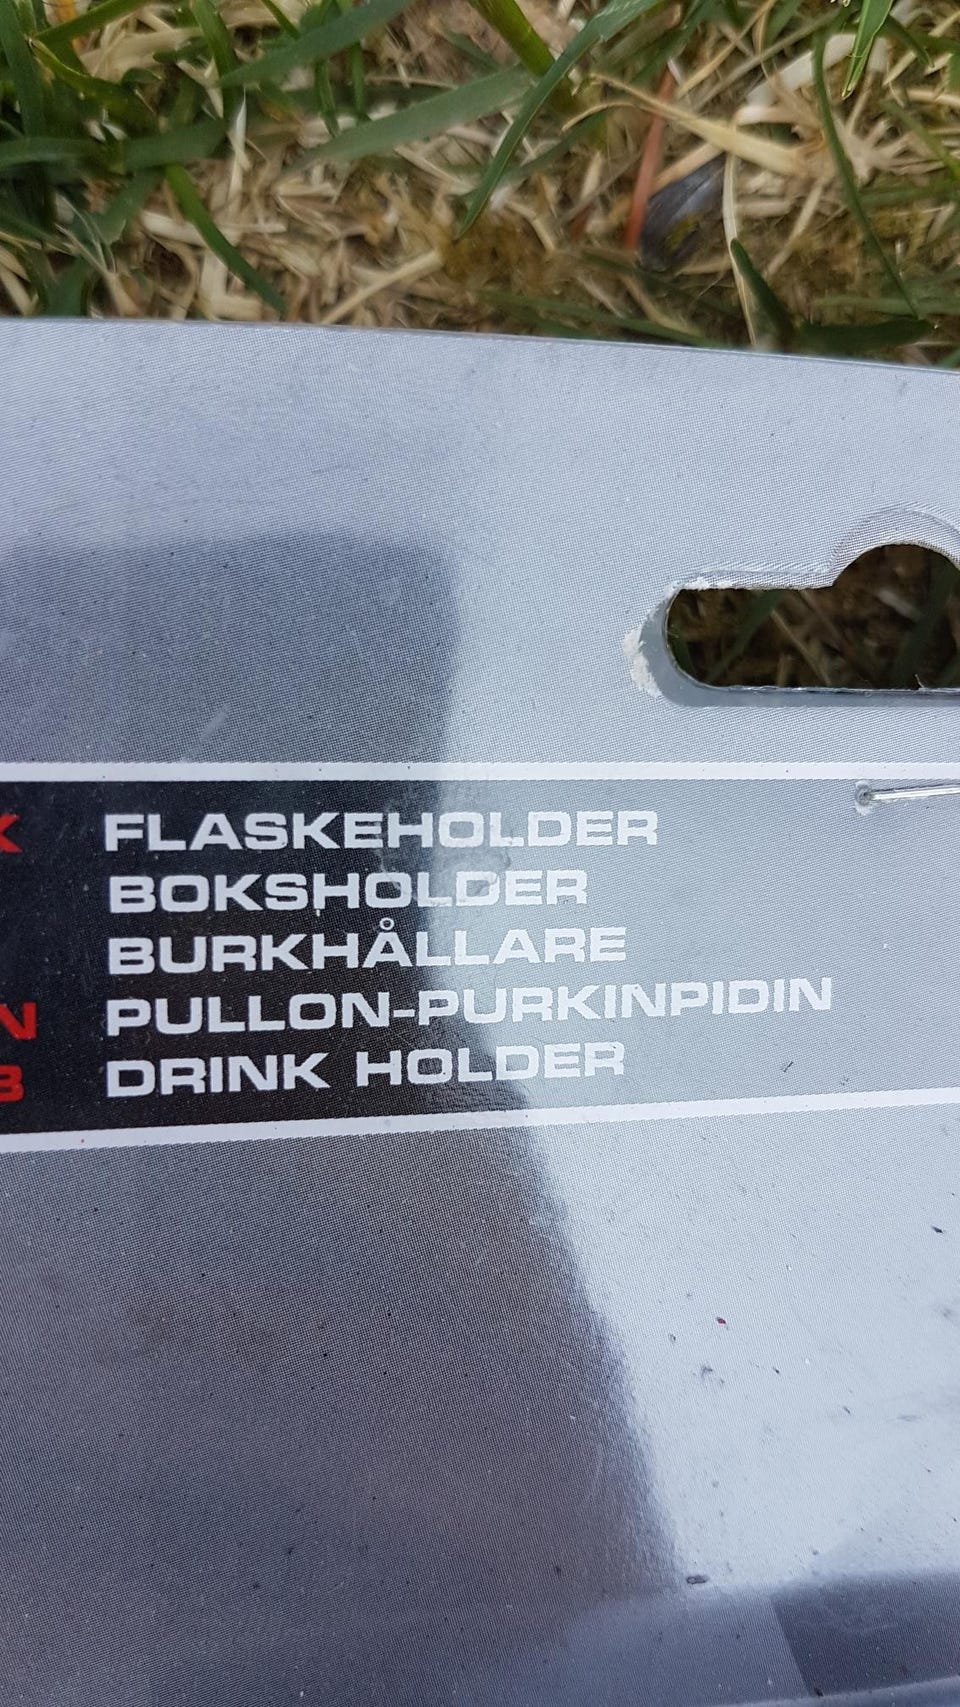 K FLASKEHOLDER
BOKSHOLDER
BURKHÅLLARE
N PULLON-PURKINPIDIN
B DRINK HOLDER